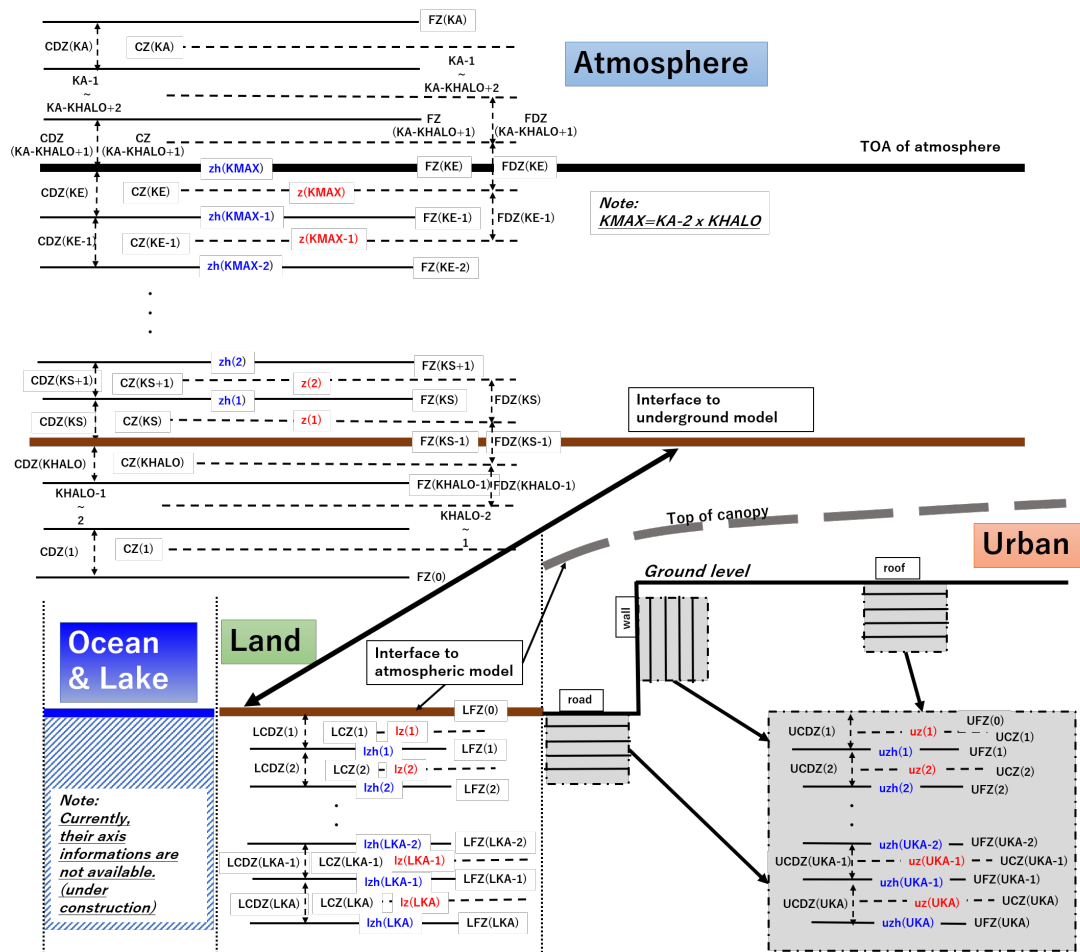 FZ(KA)
CDZ(KA)
CZ(KA)
Atmosphere
KA-1
~
KA-KHALO+2
KA-1
~
KA-KHALO+2
FZ
(KA-KHALO+1)
FDZ
(KA-KHALO+1)
CDZ
(KA-KHALO+1)
CZ
(KA-KHALO+1)
TOA of atmosphere
zh(KMAX)
FZ(KE)
FDZ(KE)
CDZ(KE)
CZ(KE)
z(KMAX)
Note:
KMAX=KA-2 x KHALO
zh(KMAX-1)
FZ(KE-1)
FDZ(KE-1)
CDZ(KE-1)
CZ(KE-1)
z(KMAX-1)
zh(KMAX-2)
FZ(KE-2)
zh(2)
FZ(KS+1)
CDZ(KS+1)
CZ(KS+1)
z(2)
zh(1)
FZ(KS)
FDZ(KS)
Interface to
underground model
CDZ(KS)
CZ(KS)
z(1)
FZ(KS-1)
FDZ(KS-1)
CDZ(KHALO)
CZ(KHALO)
FZ(KHALO-1)
FDZ(KHALO-1)
KHALO-1
~
2
KHALO-2
~
1
CDZ(1)
CZ(1)
FZ(0)
Top of canopy
Urban
Ground level
roof
wall
Ocean
& Lake
Land
Interface to
atmospheric model
road
LFZ(0)
LCDZ(1)
LCZ(1)
lz(1)
lzh(1)
LFZ(1)
LCDZ(2)
LCZ(2)
lz(2)
lzh(2)
LFZ(2)
lzh(LKA-2)
LFZ(LKA-2)
LCDZ(LKA-1)
LCZ(LKA-1)
lz(LKA-1)
lzh(LKA-1)
LFZ(LKA-1)
LCDZ(LKA)
LCZ(LKA)
lz(LKA)
lzh(LKA)
LFZ(LKA)
Note:
Currently,
their axis
informations are
not available.
(under
construction)
UFZ(0)
UCDZ(1)
uz(1)
UCZ(1)
uzh(1)
UFZ(1)
UCDZ(2)
uz(2)
UCZ(2)
uzh(2)
UFZ(2)
uzh(UKA-2)
UFZ(UKA-2)
UCDZ(UKA-1)
uz(UKA-1)
UCZ(UKA-1)
uzh(UKA-1)
UFZ(UKA-1)
UCDZ(UKA)
uz(UKA)
UCZ(UKA)
uzh(UKA)
UFZ(UKA)